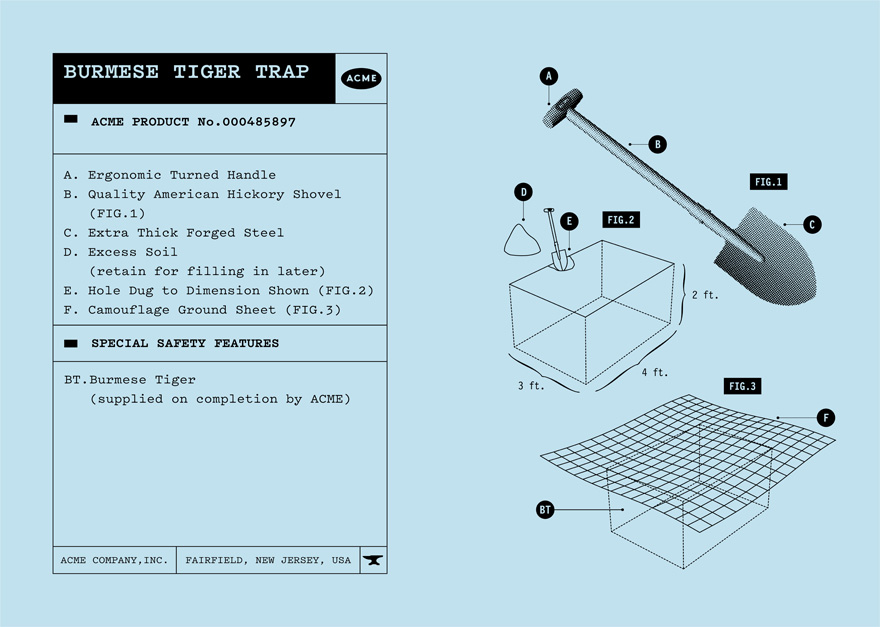 BURMESE TIGER TRAP
ACME
ACME PRODUCT No.000485897
A. Ergonomic Turned Handle
B. Quality American Hickory Shovel
(FIG.1)
C. Extra Thick Forged Steel
D. Excess Soil
(retain for filling in later)
E. Hole Dug to Dimension Shown (FIG.2)
F. Camouflage Ground Sheet (FIG.3)
SPECIAL SAFETY FEATURES
BT.Burmese Tiger
(supplied on completion by ACME)
ACME COMPANY,INC.
FAIRFIELD, NEW JERSEY, USA
A
B
FIG.1
C
D
E
FIG.2
2 ft.
3 ft.
4 ft.
FIG.3
F
BT